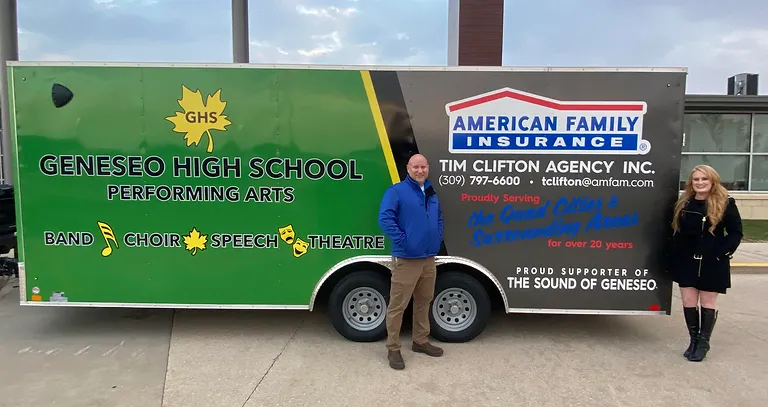 GHS
GENESEO HIGH SCHOOL
PERFORMING ARTS
BAND CHOIR SPEECH THEATRE
AMERICAN FAMILY
INSURANCE ®
TIM CLIFTON AGENCY INC.
(309) 797-6600 • tclifton@amfam.com
Proudly Serving
the Quad Cities &
Surrounding Areas
for over 20 years
PROUD SUPPORTER OF
THE SOUND OF GENESEO